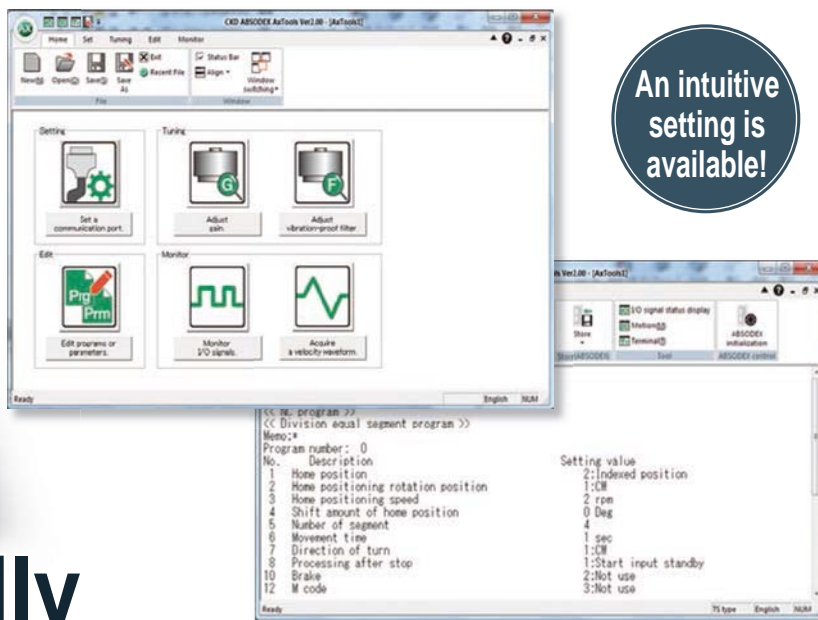 CKD ABSODEX AxTools Ver2.00 - [AxTools1]
Home Set Tuning Edit Monitor
New(N) Open(O) Save(S) Save As
Exit
Recent File
Status Bar
Align
Window switching
File Window
Setting Tuning
Set a communication port.
Adjust gain.
Adjust vibration-proof filter
Edit Monitor
Prg
Prm
Edit programs or parameters.
Monitor I/O signals.
Acquire a velocity waveform.
Ready English NUM
An intuitive
setting is
available!
ls Ver2.00 - [AxTools1]
Store
I/O signal status display
Motion(M)
Terminal(T)
ABSODEX initialization
Store(ABSODEX) Tool ABSODEX control
<< NC program >>
<< Division equal segment program >>
Memo:*
Program number: 0
No. Description Setting value
1 Home position 2:Indexed position
2 Home positioning rotation position 1:CW
3 Home positioning speed 2 rpm
4 Shift amount of home position 0 Deg
5 Number of segment 4
6 Movement time 1 sec
7 Direction of turn 1:CW
8 Processing after stop 1:Start input standby
10 Brake 2:Not use
12 M code 3:Not use
Ready TS type English NUM
lly